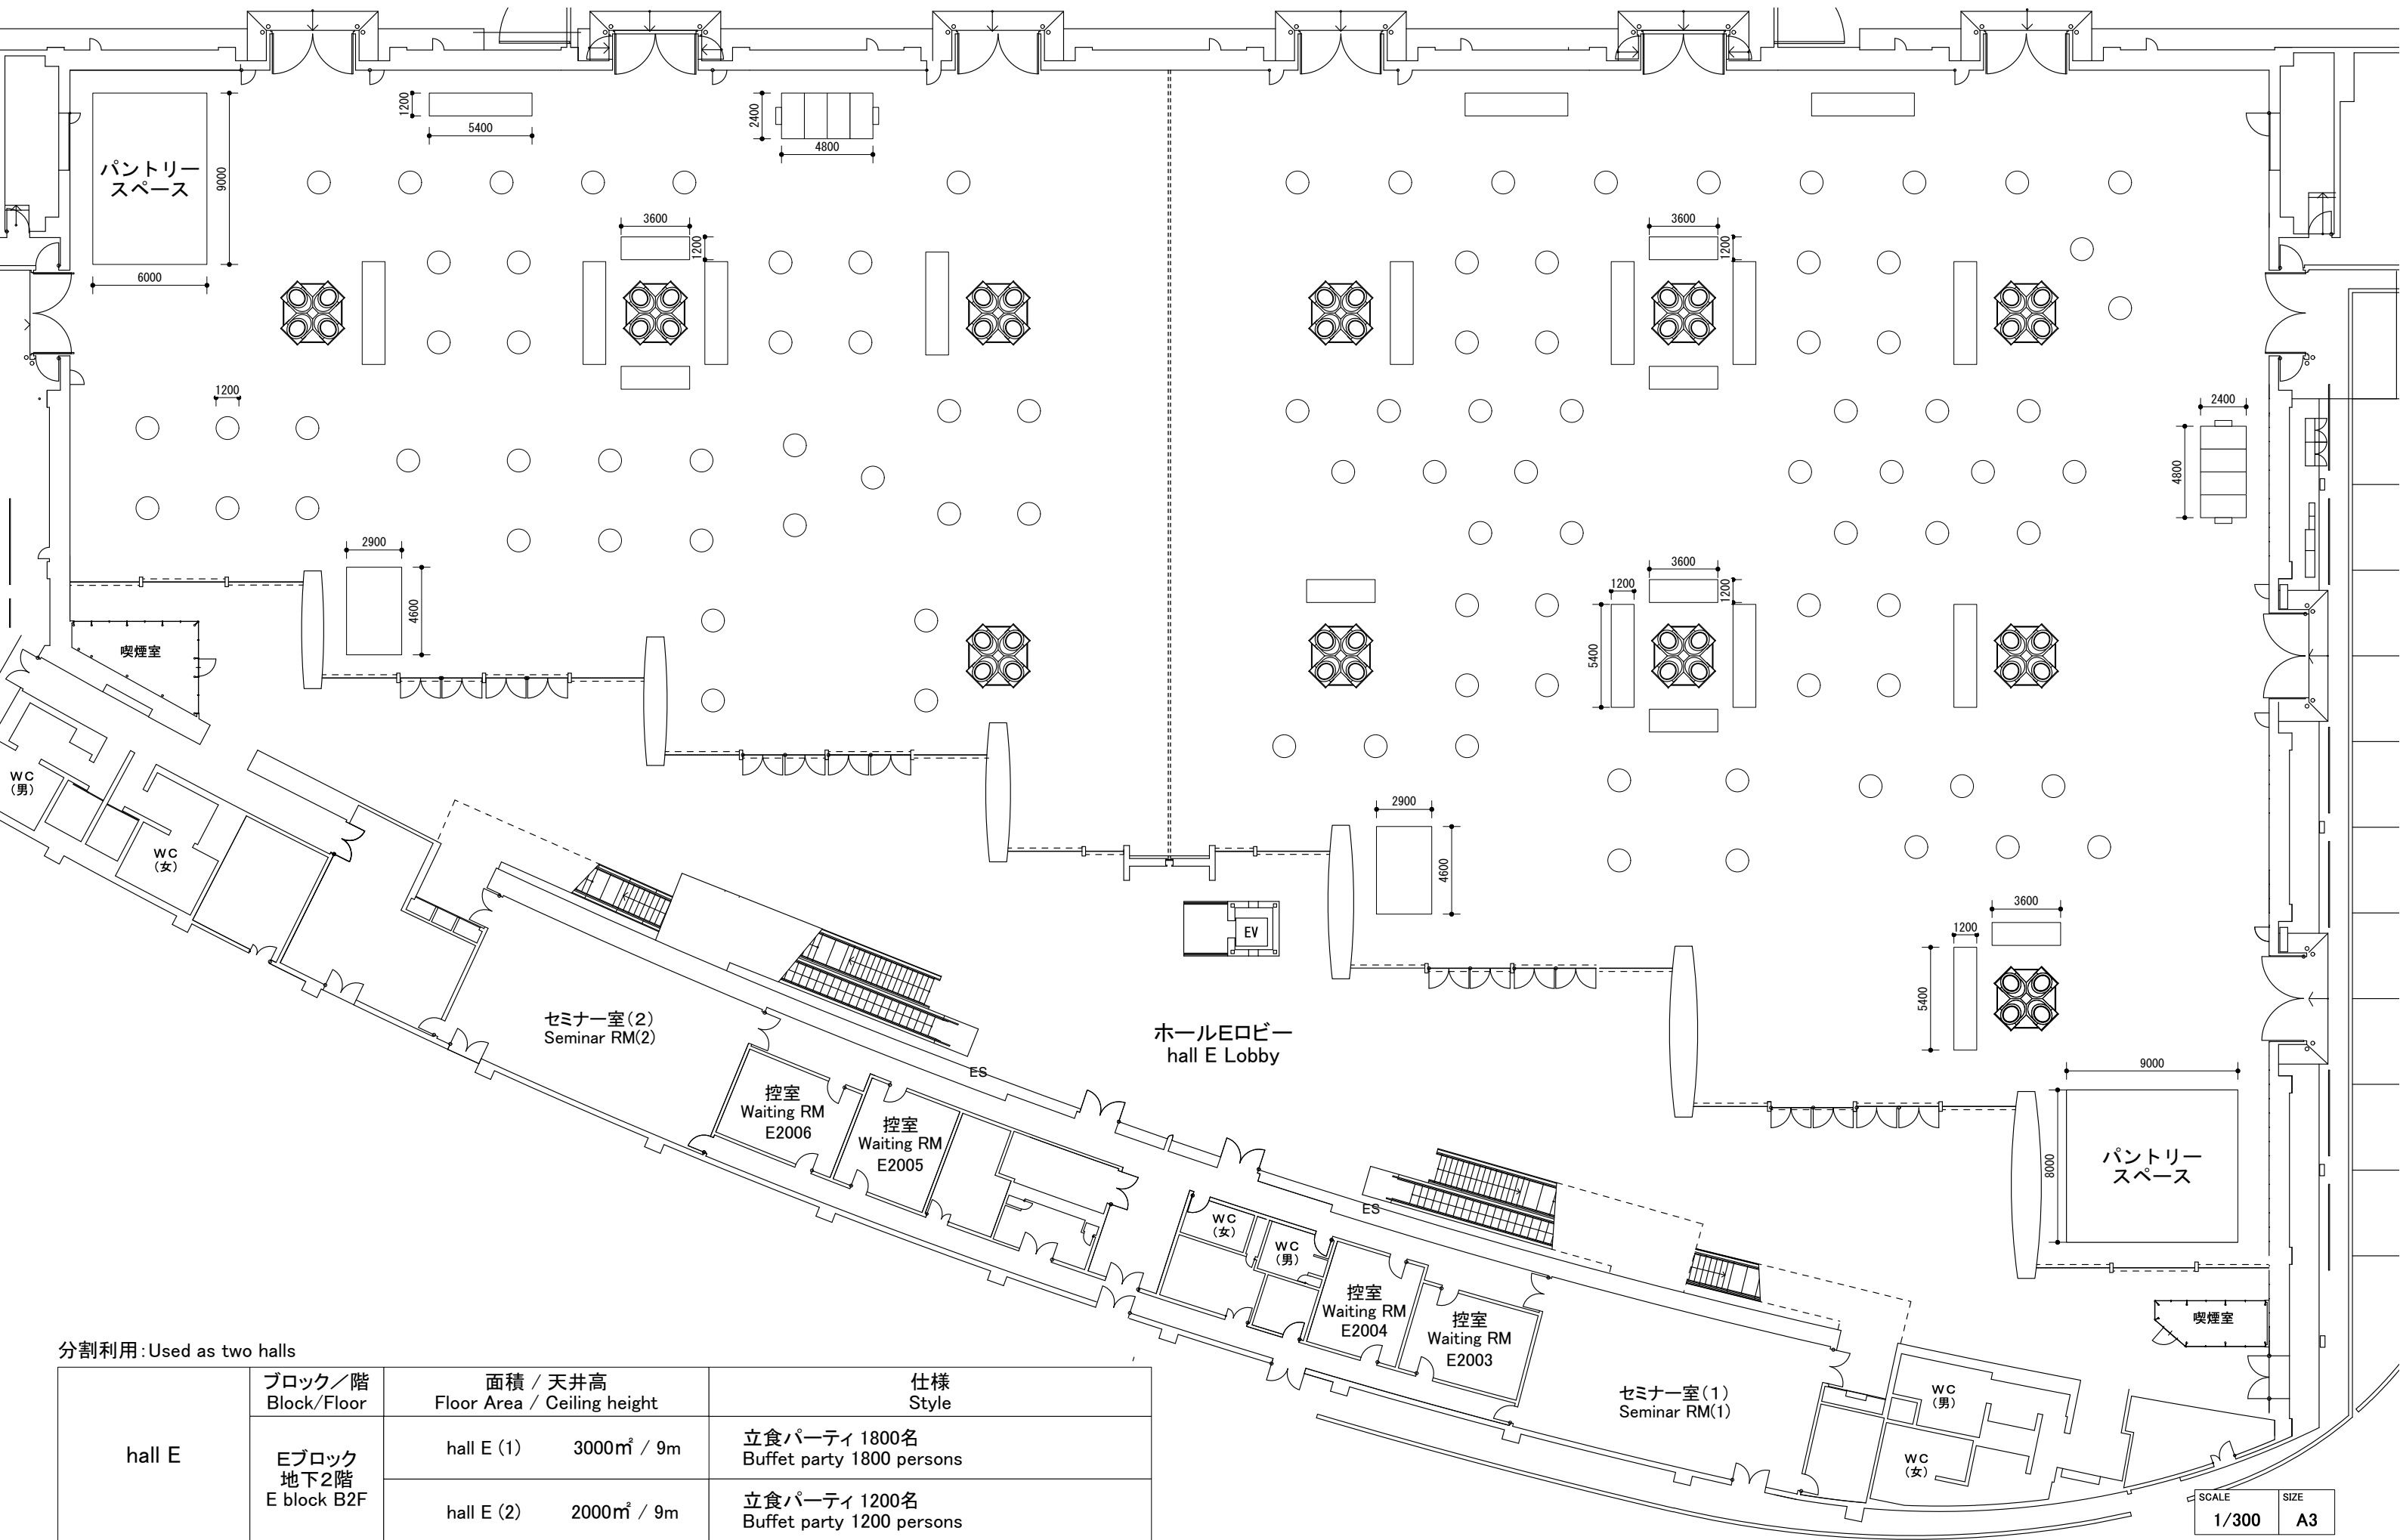 1200
5400
2400
4800
パントリー
スペース
9000
6000
3600
1200
3600
1200
1200
2400
4800
2900
4600
3600
1200
1200
5400
喫煙室
WC
(男)
WC
(女)
2900
4600
EV
3600
1200
5400
セミナー室(2)
Seminar RM(2)
ホールEロビー
hall E Lobby
ES
控室
Waiting RM
E2006
控室
Waiting RM
E2005
9000
8000
パントリー
スペース
ES
WC
(女)
WC
(男)
控室
Waiting RM
E2004
控室
Waiting RM
E2003
喫煙室
セミナー室(1)
Seminar RM(1)
WC
(男)
WC
(女)
分割利用:Used as two halls
hall E
ブロック/階
Block/Floor
面積 / 天井高
Floor Area / Ceiling height
仕様
Style
Eブロック
地下2階
E block B2F
hall E (1) 3000㎡ / 9m
立食パーティ 1800名
Buffet party 1800 persons
hall E (2) 2000㎡ / 9m
立食パーティ 1200名
Buffet party 1200 persons
SCALE
1/300
SIZE
A3